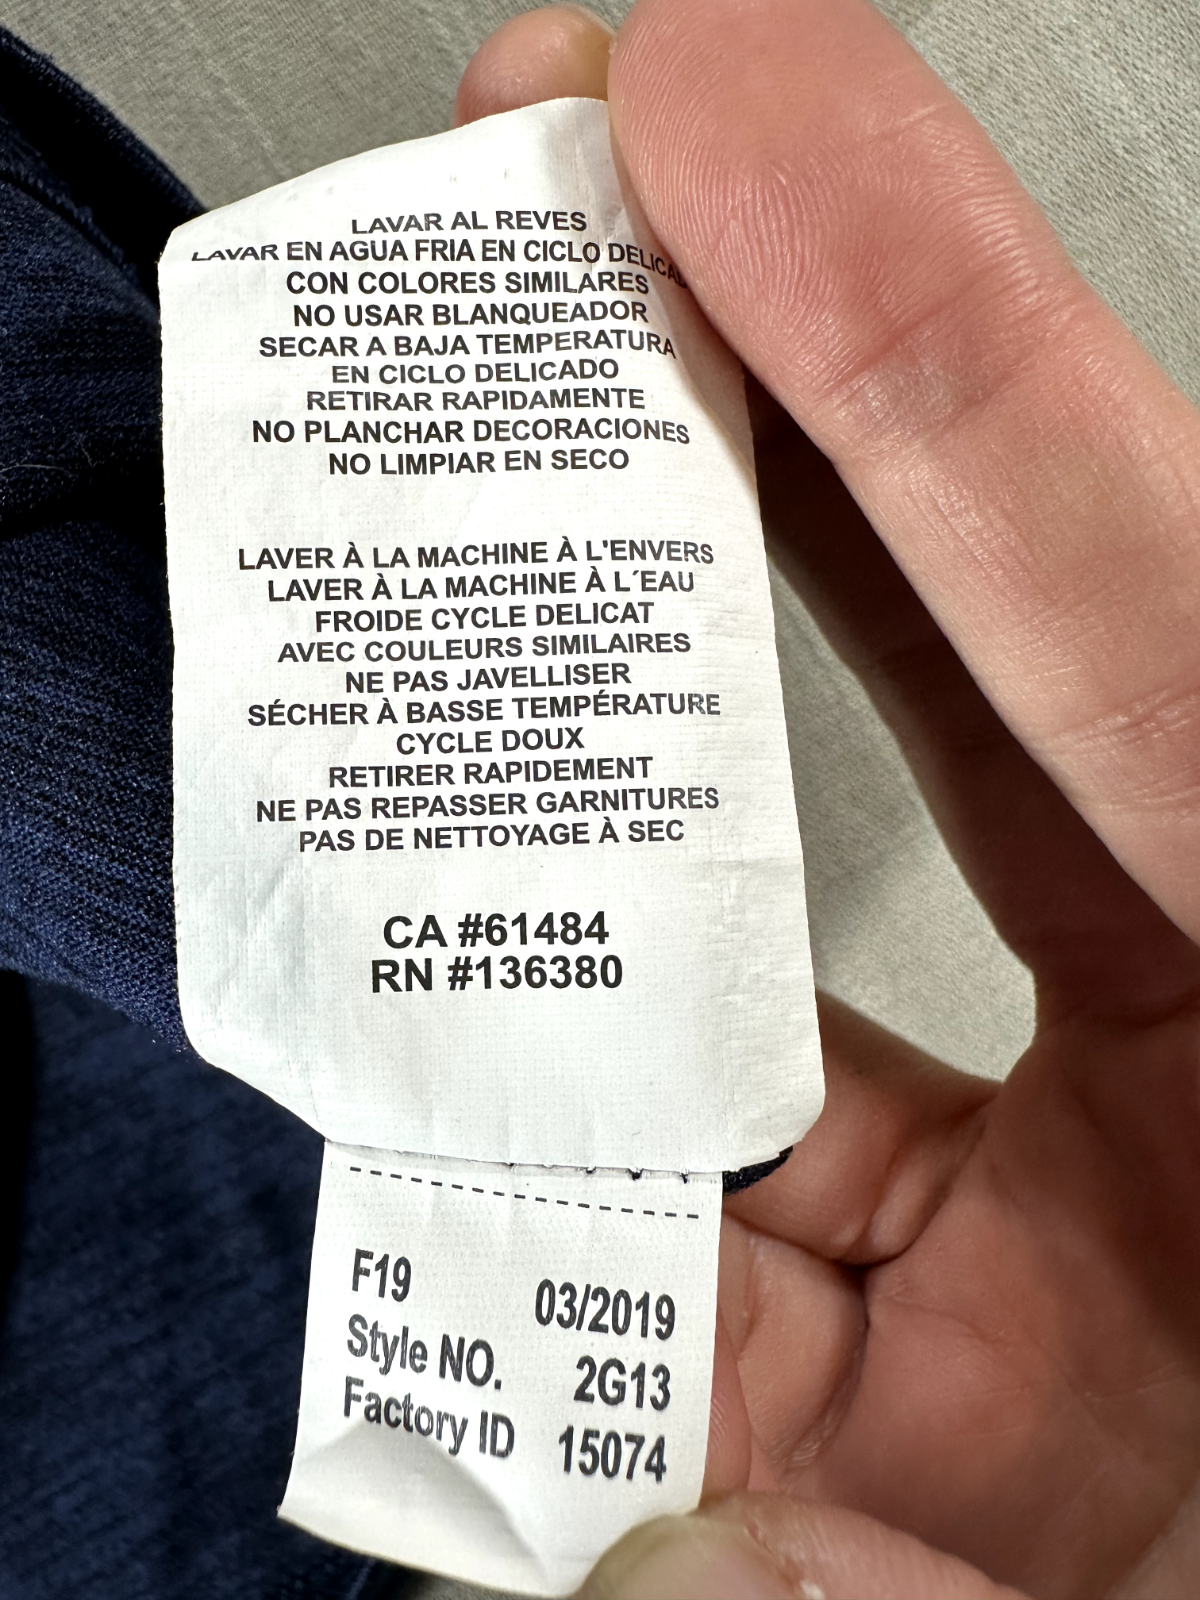 LAVAR AL REVES
LAVAR EN AGUA FRIA EN CICLO
CON COLORES SIMILARES
NO USAR BLANQUEADOR
SECAR A BAJA TEMPERATURA
EN CICLO DELICADO
RETIRAR RAPIDAMENTE
NO PLANCHAR DECORACIONES
NO LIMPIAR EN SECO
LAVER À LA MACHINE À L'ENVERS
LAVER À LA MACHINE À L´EAU
FROIDE CYCLE DELICAT
AVEC COULEURS SIMILAIRES
NE PAS JAVELLISER
SÉCHER À BASSE TEMPÉRATURE
CYCLE DOUX
RETIRER RAPIDEMENT
NE PAS REPASSER GARNITURES
PAS DE NETTOYAGE À SEC
CA #61484
RN #136380
F19 03/2019
Style NO. 2G13
Factory ID 15074